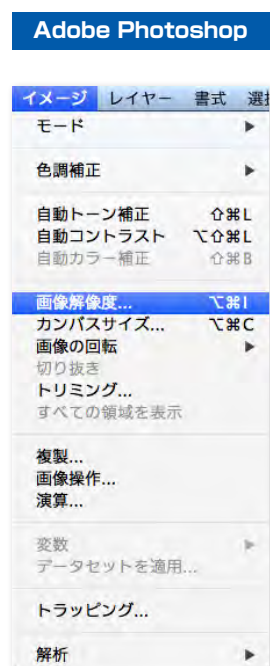 Adobe Photoshop
イメージ レイヤー 書式 選
モード ▶
色調補正 ▶
自動トーン補正 ⇧⌘L
自動コントラスト ⌥⇧⌘L
自動カラー補正 ⇧⌘B
画像解像度... ⌥⌘I
カンバスサイズ... ⌥⌘C
画像の回転 ▶
切り抜き
トリミング...
すべての領域を表示
複製...
画像操作...
演算...
変数 ▶
データセットを適用...
トラッピング...
解析 ▶